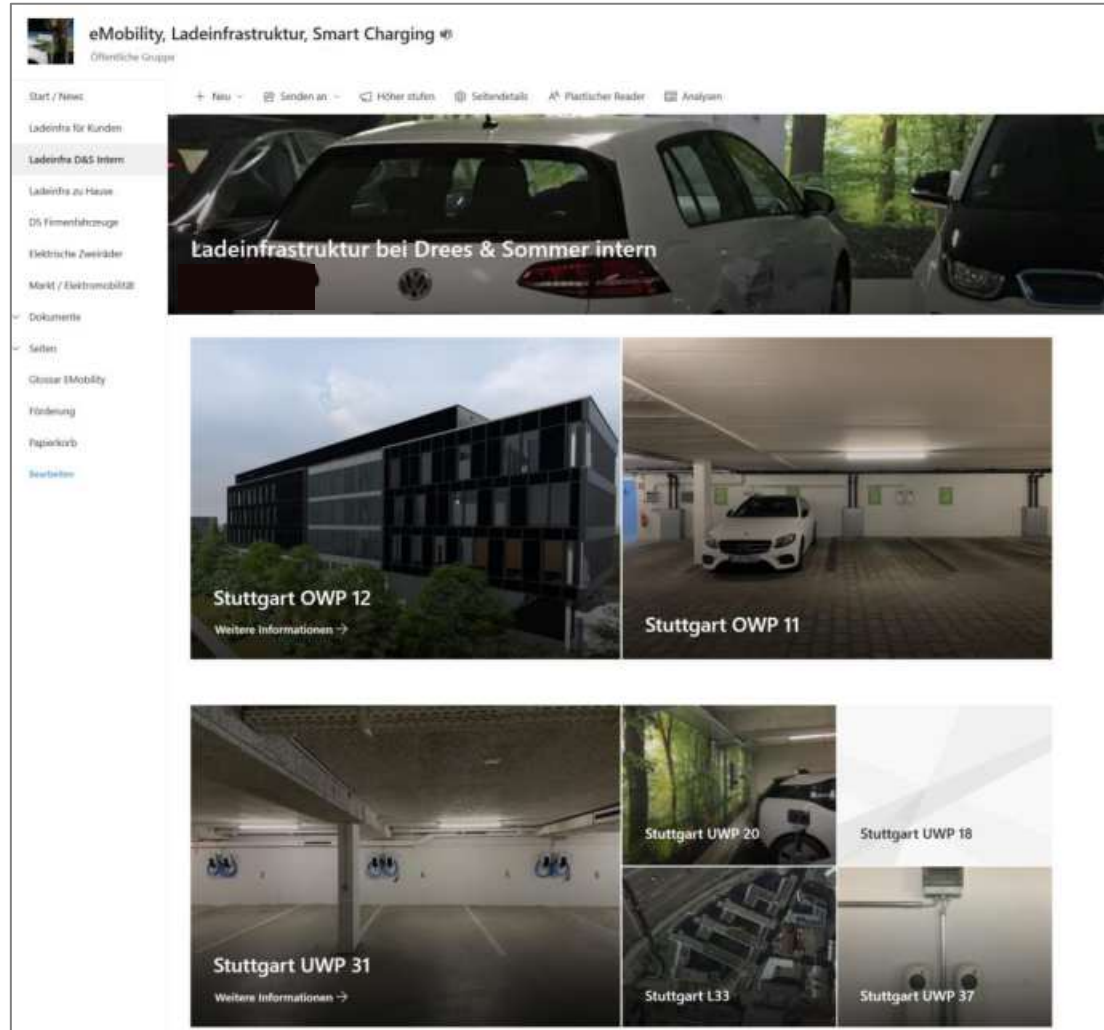 eMobility, Ladeinfrastruktur, Smart Charging
Öffentliche Gruppe
Start / News
Ladeinfra für Kunden
Ladeinfra D&S Intern
Ladeinfra zu Hause
DS Firmenfahrzeuge
Elektrische Zweiräder
Markt / Elektromobilität
Dokumente
Seiten
Glossar EMobility
Förderung
Papierkorb
Bearbeiten
+ Neu
Senden an
Höher stufen
Seitendetails
Plastischer Reader
Analysen
Ladeinfrastruktur bei Drees & Sommer intern
Stuttgart OWP 12
Weitere Informationen →
Stuttgart OWP 11
Stuttgart UWP 31
Weitere Informationen →
Stuttgart UWP 20
Stuttgart UWP 18
Stuttgart L33
Stuttgart UWP 37